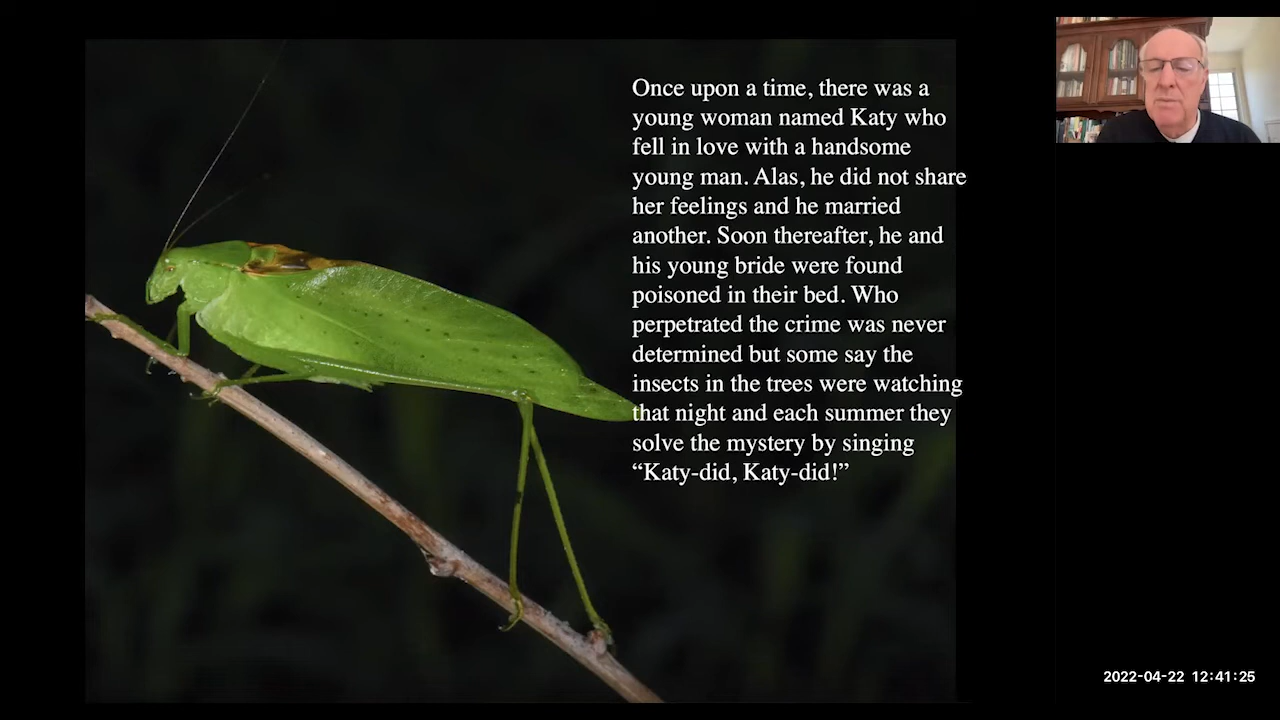 Once upon a time, there was a
young woman named Katy who
fell in love with a handsome
young man. Alas, he did not share
her feelings and he married
another. Soon thereafter, he and
his young bride were found
poisoned in their bed. Who
perpetrated the crime was never
determined but some say the
insects in the trees were watching
that night and each summer they
solve the mystery by singing
“Katy-did, Katy-did!”
2022-04-22 12:41:25